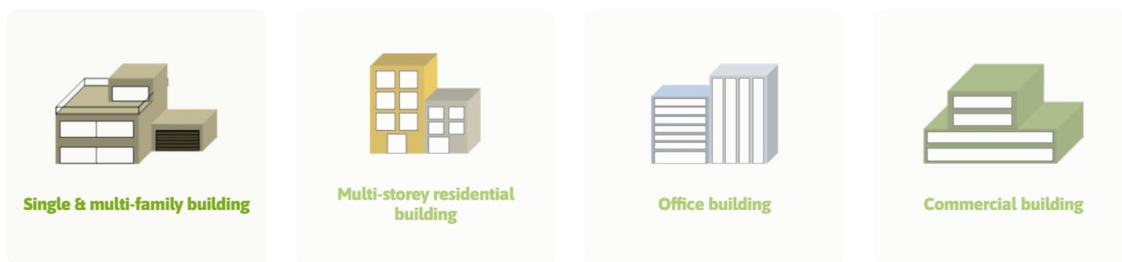 Single & multi-family building
Multi-storey residential
building
Office building
Commercial building